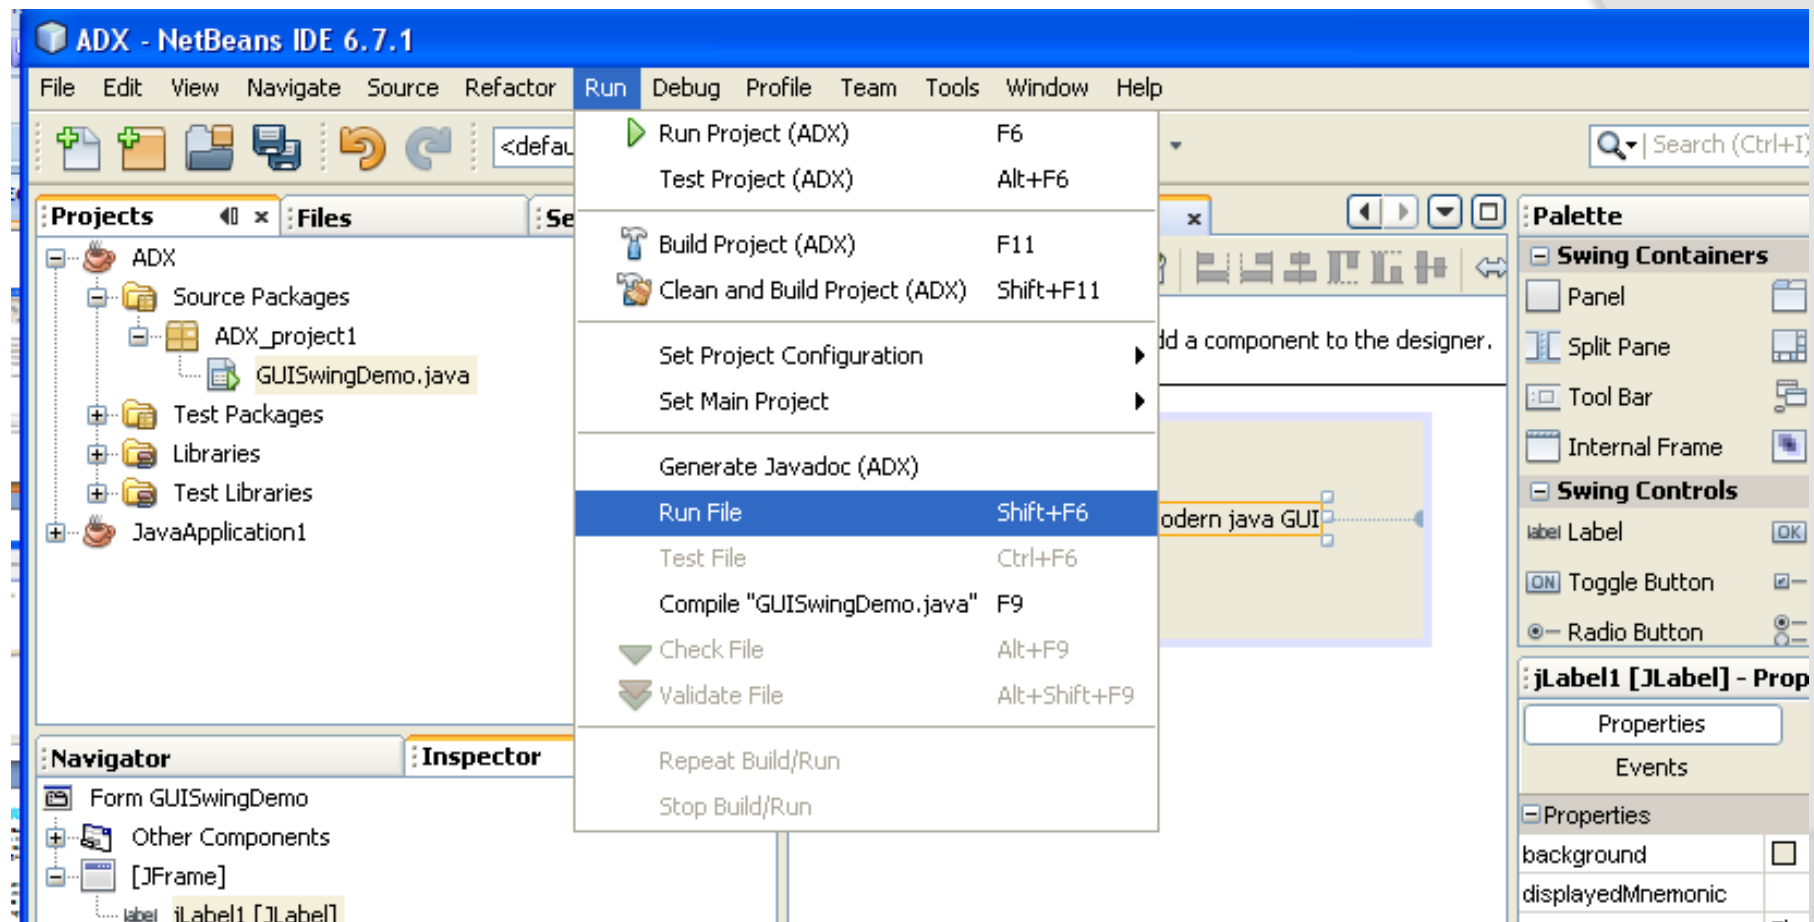 ADX - NetBeans IDE 6.7.1
File Edit View Navigate Source Refactor Run Debug Profile Team Tools Window Help
<defau
Search (Ctrl+I)
Run Project (ADX) F6
Test Project (ADX) Alt+F6
Build Project (ADX) F11
Clean and Build Project (ADX) Shift+F11
Set Project Configuration
Set Main Project
Generate Javadoc (ADX)
Run File Shift+F6
Test File Ctrl+F6
Compile "GUISwingDemo.java" F9
Check File Alt+F9
Validate File Alt+Shift+F9
Repeat Build/Run
Stop Build/Run
Projects Files Se
ADX
Source Packages
ADX_project1
GUISwingDemo.java
Test Packages
Libraries
Test Libraries
JavaApplication1
Navigator Inspector
Form GUISwingDemo
Other Components
[JFrame]
label jLabel1 [JLabel]
dd a component to the designer.
odern java GUI
Palette
Swing Containers
Panel
Split Pane
Tool Bar
Internal Frame
Swing Controls
label Label OK
ON Toggle Button
Radio Button
jLabel1 [JLabel] - Prop
Properties
Events
Properties
background
displayedMnemonic